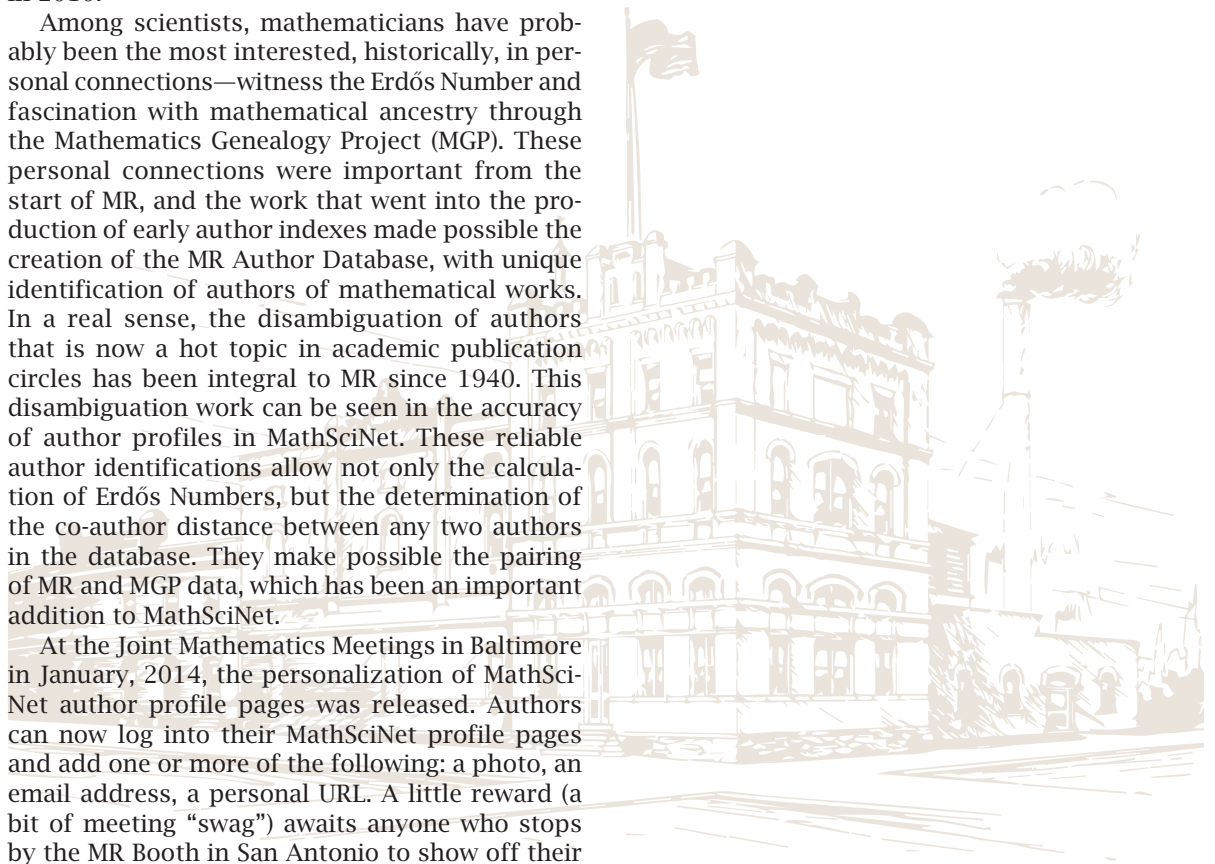 in 2010.
Among scientists, mathematicians have prob-
ably been the most interested, historically, in per-
sonal connections—witness the Erdős Number and
fascination with mathematical ancestry through
the Mathematics Genealogy Project (MGP). These
personal connections were important from the
start of MR, and the work that went into the pro-
duction of early author indexes made possible the
creation of the MR Author Database, with unique
identification of authors of mathematical works.
In a real sense, the disambiguation of authors
that is now a hot topic in academic publication
circles has been integral to MR since 1940. This
disambiguation work can be seen in the accuracy
of author profiles in MathSciNet. These reliable
author identifications allow not only the calcula-
tion of Erdős Numbers, but the determination of
the co-author distance between any two authors
in the database. They make possible the pairing
of MR and MGP data, which has been an important
addition to MathSciNet.
At the Joint Mathematics Meetings in Baltimore
in January, 2014, the personalization of MathSci-
Net author profile pages was released. Authors
can now log into their MathSciNet profile pages
and add one or more of the following: a photo, an
email address, a personal URL. A little reward (a
bit of meeting “swag”) awaits anyone who stops
by the MR Booth in San Antonio to show off their